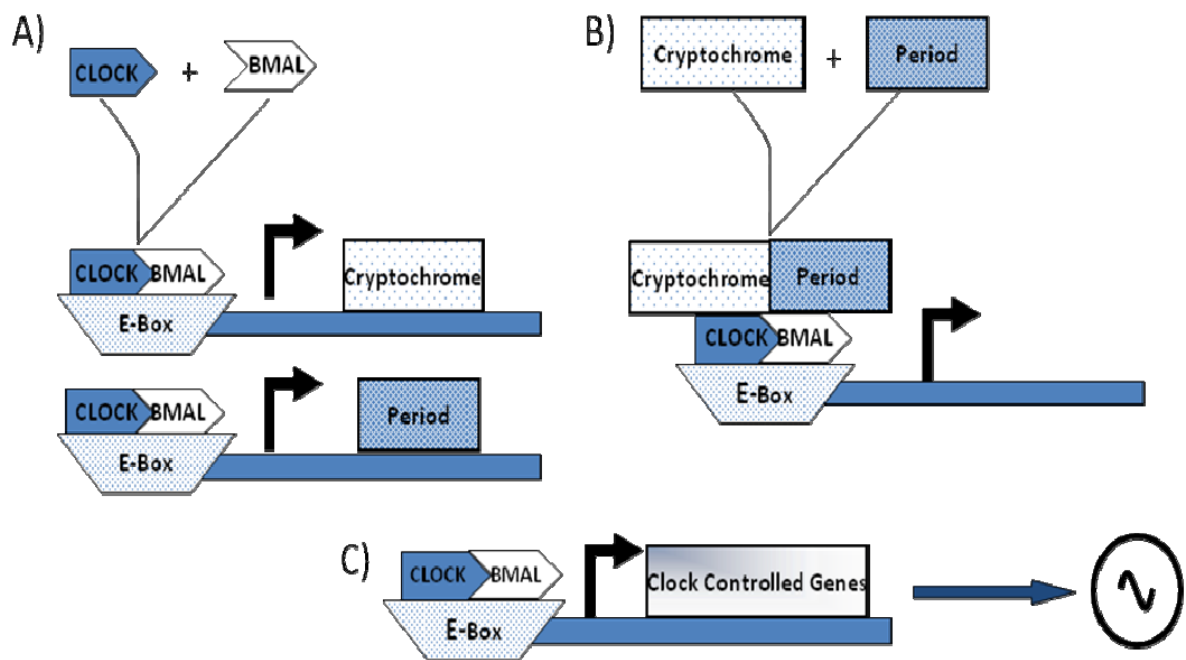 A)
CLOCK + BMAL
CLOCK BMAL
E-Box
Cryptochrome
CLOCK BMAL
E-Box
Period
B)
Cryptochrome + Period
Cryptochrome Period
CLOCK BMAL
E-Box
C)
CLOCK BMAL
E-Box
Clock Controlled Genes